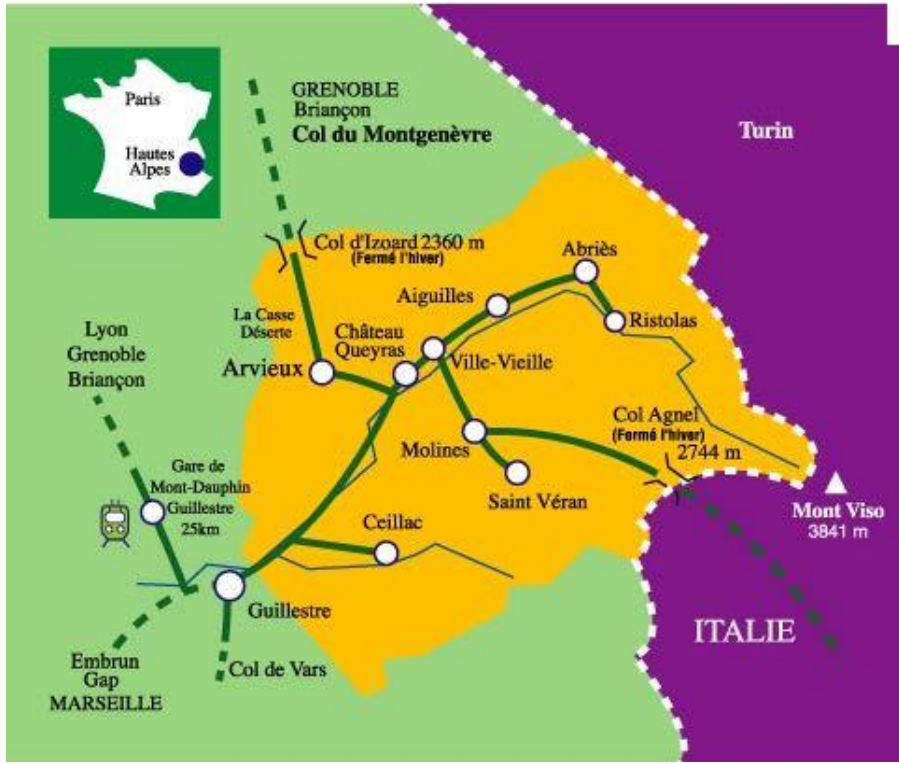 Paris
Hautes
Alpes
GRENOBLE
Briançon
Col du Montgenèvre
Turin
Col d'Izoard 2360 m
(Fermé l'hiver)
Abriès
Aiguilles
Ristolas
La Casse
Déserte
Château
Queyras
Ville-Vieille
Arvieux
Lyon
Grenoble
Briançon
Col Agnel
(Fermé l'hiver)
2744 m
Molines
Saint Véran
Gare de
Mont-Dauphin
Guillestre
25km
Mont Viso
3841 m
Ceillac
Guillestre
ITALIE
Col de Vars
Embrun
Gap
MARSEILLE